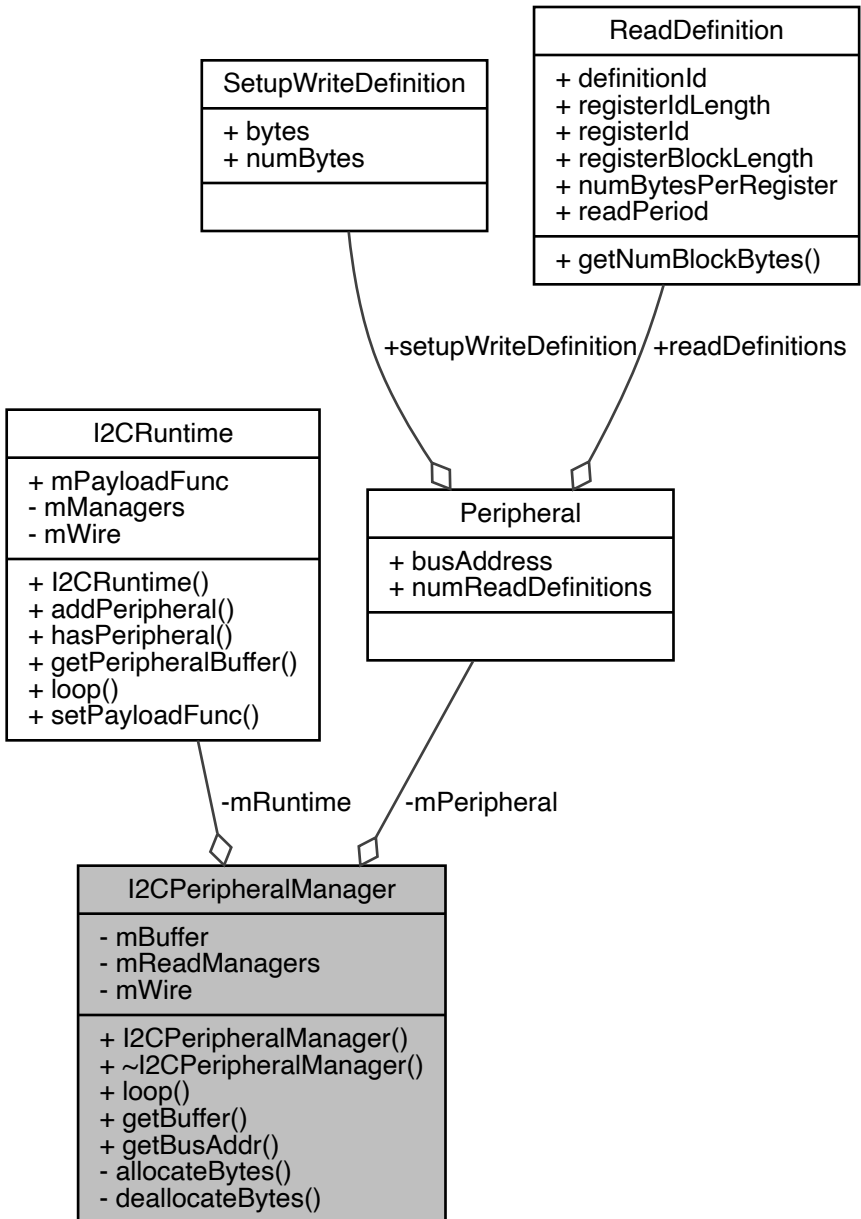 ReadDefinition
+ definitionId
+ registerIdLength
+ registerId
+ registerBlockLength
+ numBytesPerRegister
+ readPeriod
+ getNumBlockBytes()
SetupWriteDefinition
+ bytes
+ numBytes
+setupWriteDefinition
+readDefinitions
I2CRuntime
+ mPayloadFunc
- mManagers
- mWire
+ I2CRuntime()
+ addPeripheral()
+ hasPeripheral()
+ getPeripheralBuffer()
+ loop()
+ setPayloadFunc()
Peripheral
+ busAddress
+ numReadDefinitions
-mRuntime
-mPeripheral
I2CPeripheralManager
- mBuffer
- mReadManagers
- mWire
+ I2CPeripheralManager()
+ ~I2CPeripheralManager()
+ loop()
+ getBuffer()
+ getBusAddr()
- allocateBytes()
- deallocateBytes()